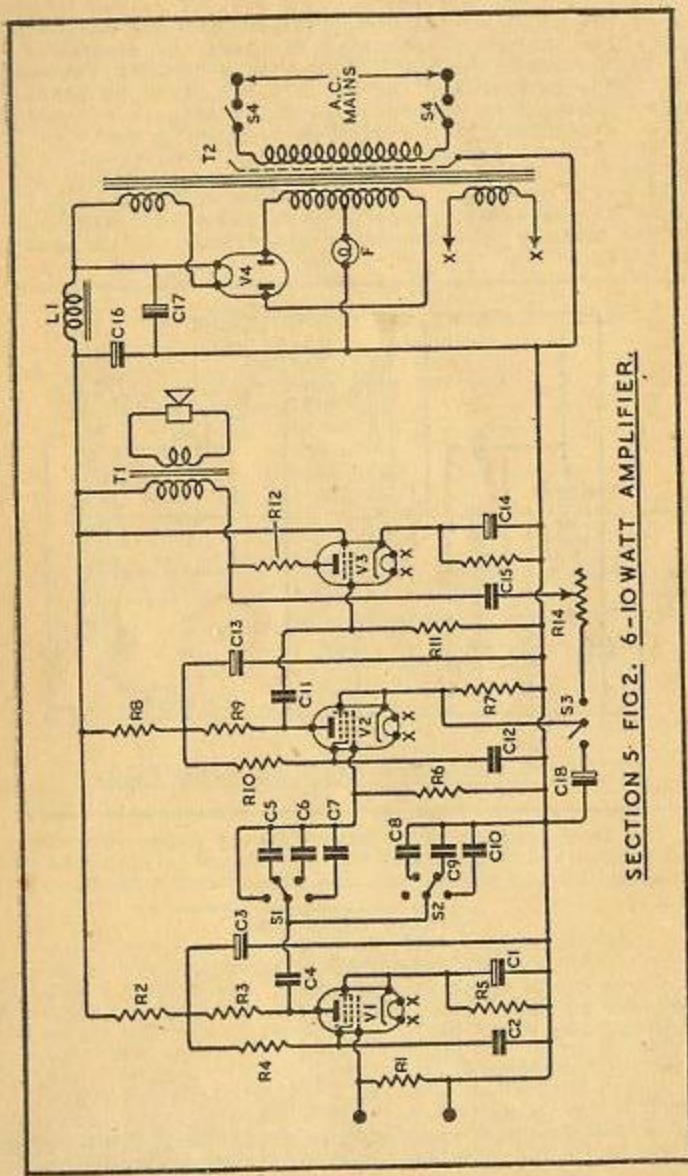 R2
R3
R4
C3
C4
V1
X X
R1
C2
R5
C1
S1
C5
C6
C7
S2
C8
C9
C10
R8
R9
R10
C13
C11
V2
X X
R6
C12
R7
C18
S3
R14
R11
C15
R12
V3
X X
C14
T1
L1
C16
C17
V4
F
T2
S4
A.C.
MAINS
S4
X
X
SECTION 5 FIG 2. 6-10 WATT AMPLIFIER.